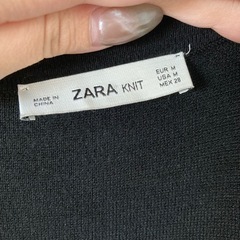 MADE IN
CHINA
ZARA KNIT
EUR M
USA M
MEX 28